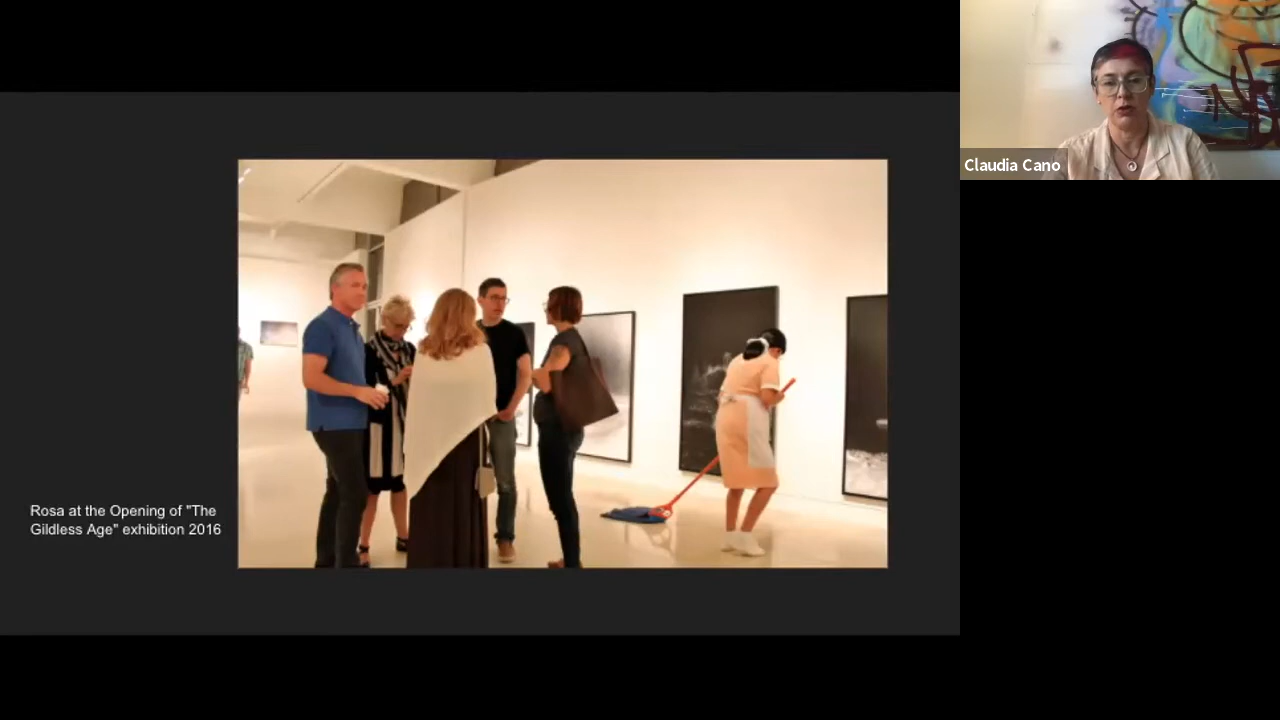 Claudia Cano
Rosa at the Opening of "The
Gildless Age" exhibition 2016